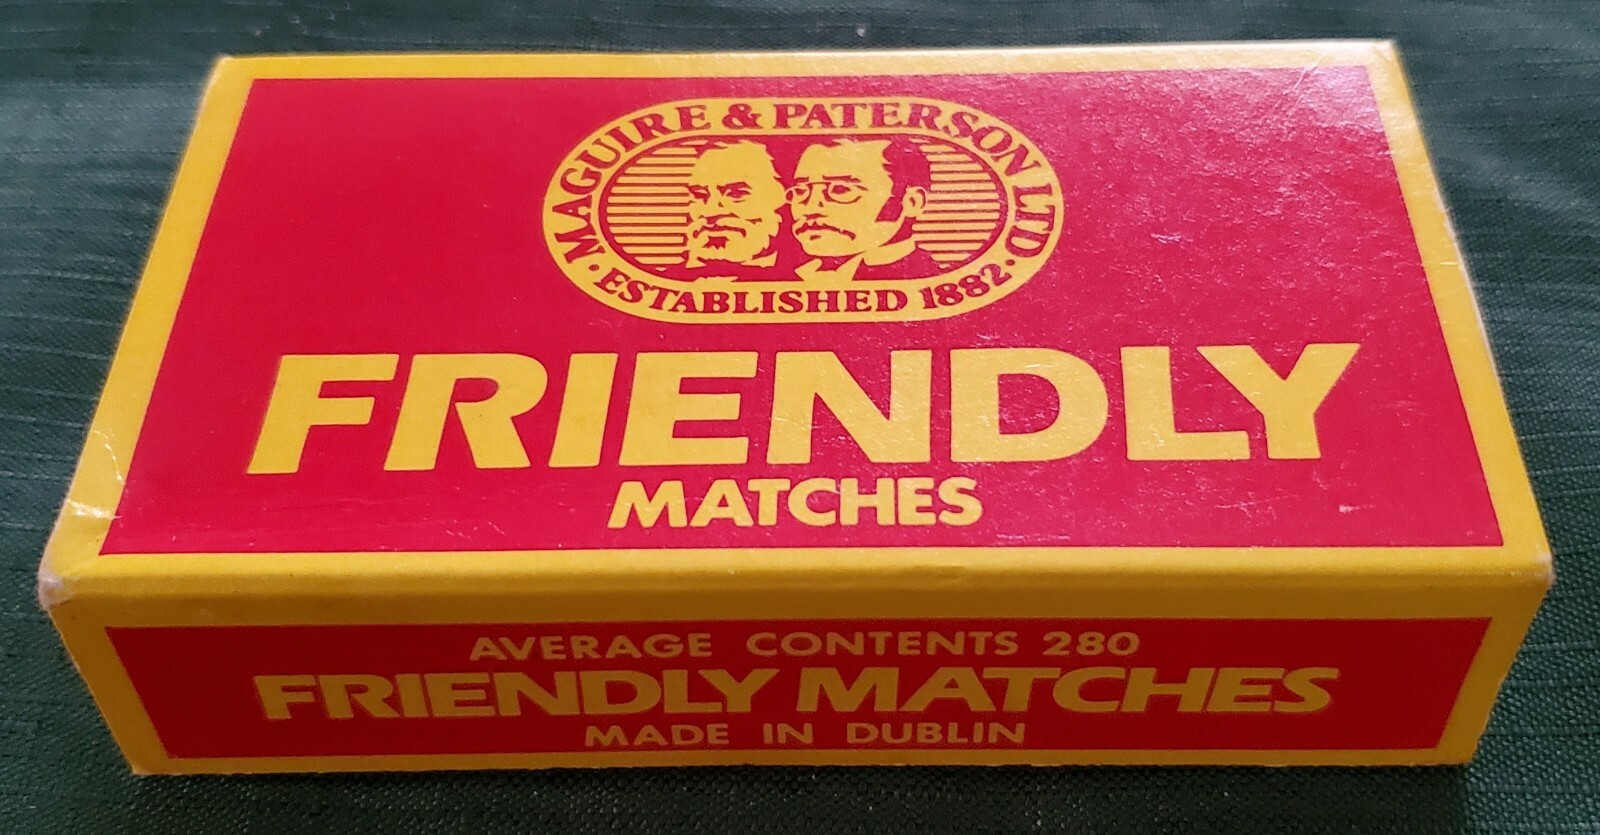 MAGUIRE & PATERSON LTD·
·ESTABLISHED 1882·
FRIENDLY
MATCHES
AVERAGE CONTENTS 280
FRIENDLY MATCHES
MADE IN DUBLIN